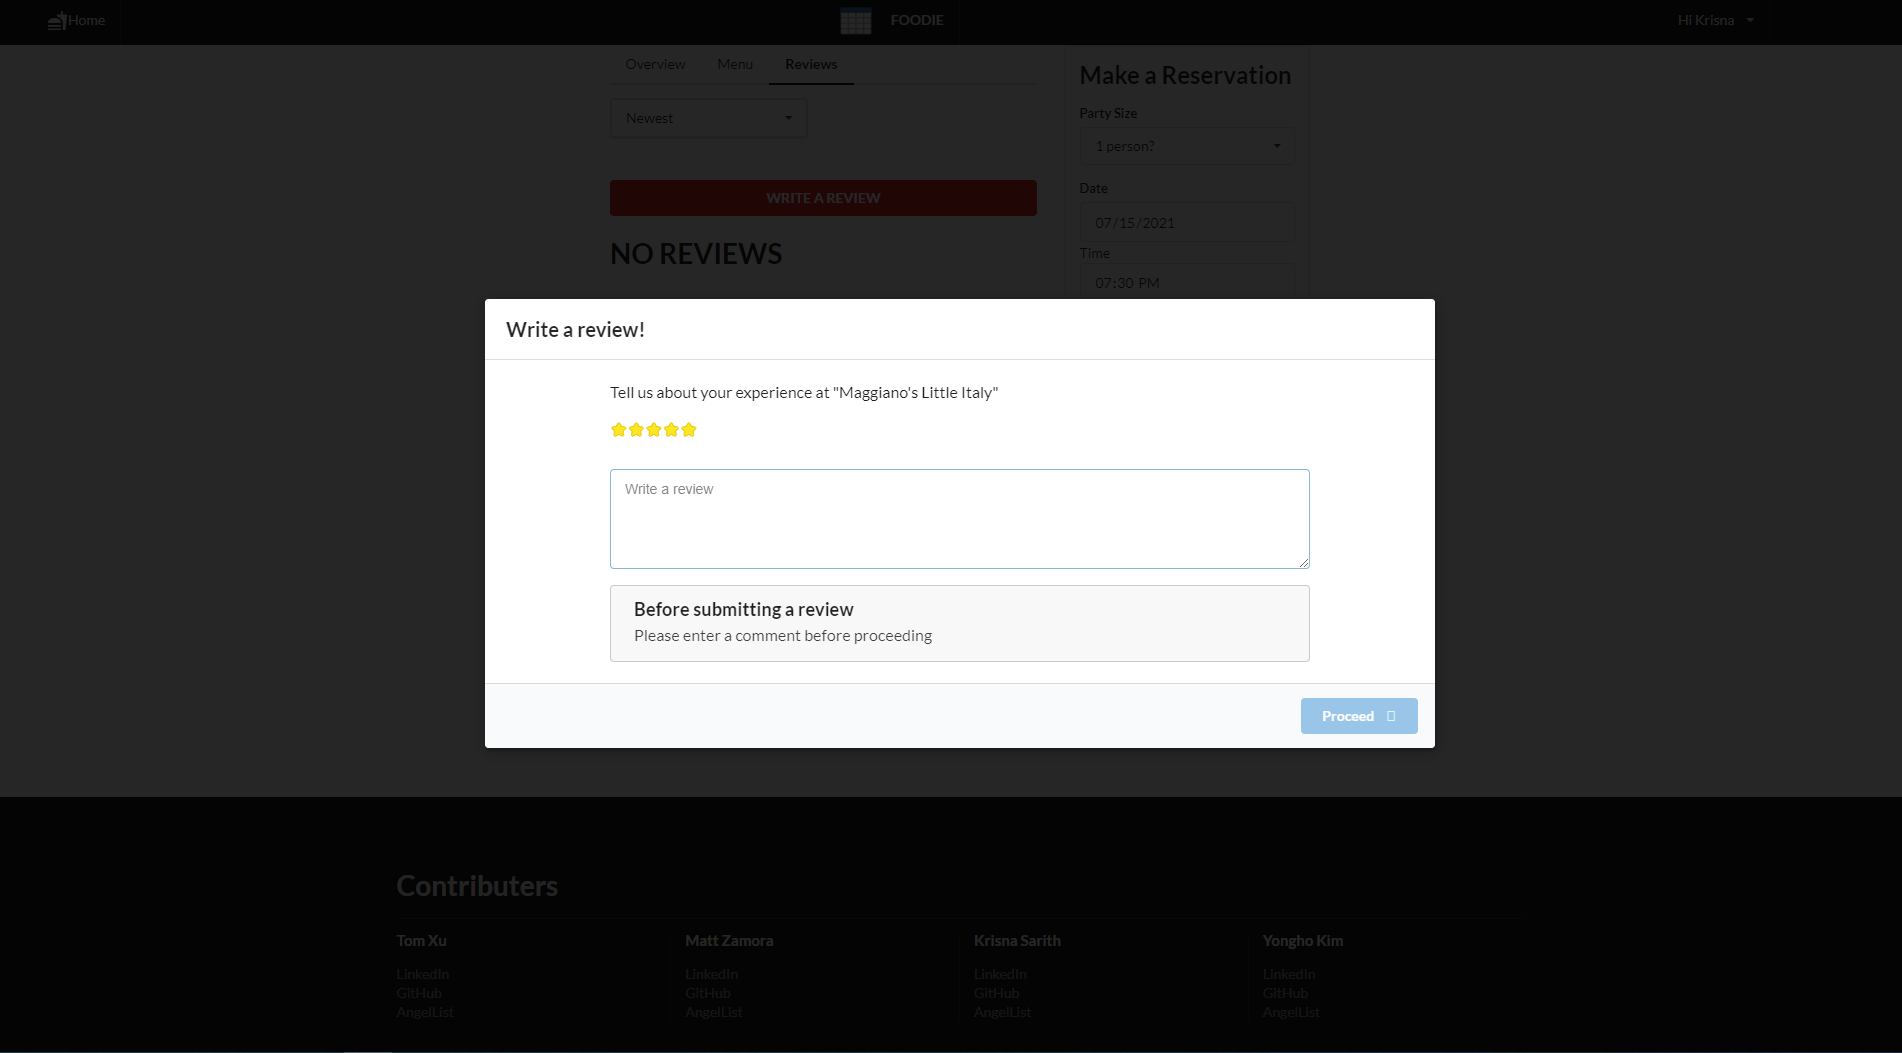 Home
FOODIE
Hi Krisna
Overview Menu Reviews
Newest
WRITE A REVIEW
NO REVIEWS
Make a Reservation
Party Size
1 person?
Date
07/15/2021
Time
07:30 PM
Write a review!
Tell us about your experience at "Maggiano's Little Italy"
Write a review
Before submitting a review
Please enter a comment before proceeding
Proceed
Contributers
Tom Xu
LinkedIn
GitHub
AngelList
Matt Zamora
LinkedIn
GitHub
AngelList
Krisna Sarith
LinkedIn
GitHub
AngelList
Yongho Kim
LinkedIn
GitHub
AngelList